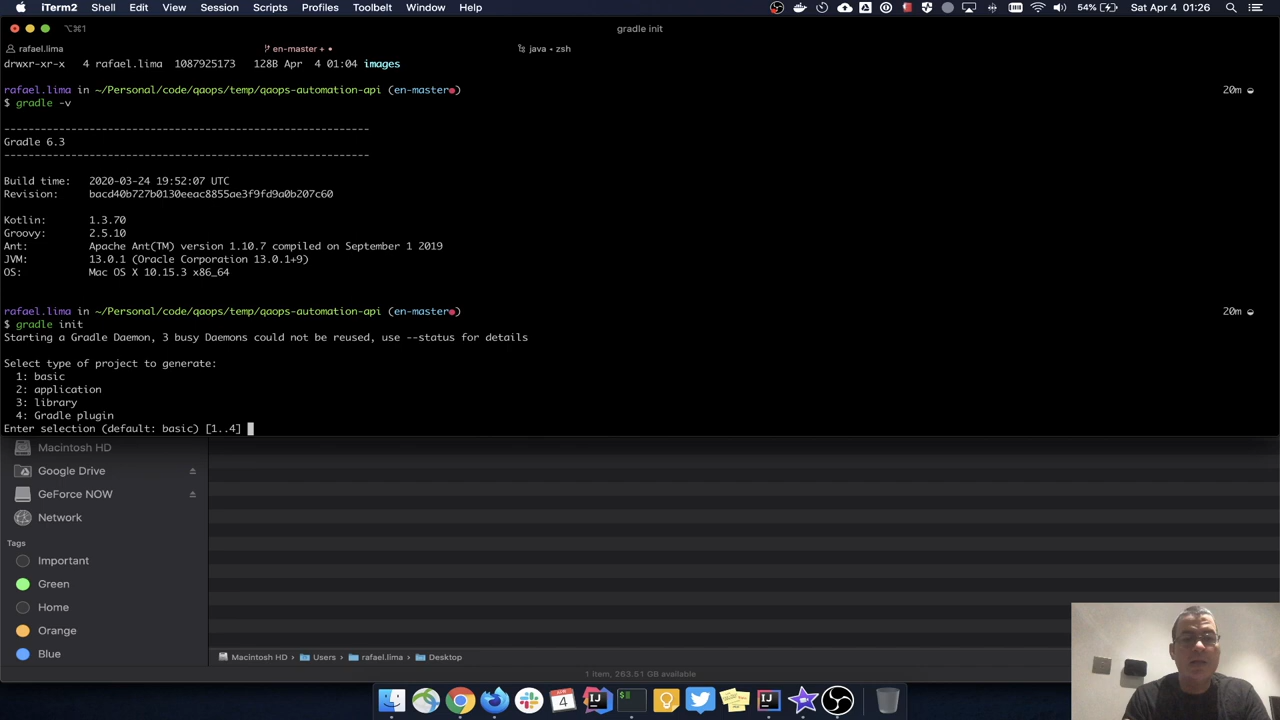 iTerm2 Shell Edit View Session Scripts Profiles Toolbelt Window Help 54% Sat Apr 4 01:26
⌥⌘1 gradle init
rafael.lima en-master + • java • zsh
drwxr-xr-x 4 rafael.lima 1087925173 128B Apr 4 01:04 images
rafael.lima in ~/Personal/code/qaops/temp/qaops-automation-api (en-master●) 20m
$ gradle -v
------------------------------------------------------------
Gradle 6.3
------------------------------------------------------------
Build time: 2020-03-24 19:52:07 UTC
Revision: bacd40b727b0130eeac8855ae3f9fd9a0b207c60
Kotlin: 1.3.70
Groovy: 2.5.10
Ant: Apache Ant(TM) version 1.10.7 compiled on September 1 2019
JVM: 13.0.1 (Oracle Corporation 13.0.1+9)
OS: Mac OS X 10.15.3 x86_64
rafael.lima in ~/Personal/code/qaops/temp/qaops-automation-api (en-master●) 20m
$ gradle init
Starting a Gradle Daemon, 3 busy Daemons could not be reused, use --status for details
Select type of project to generate:
1: basic
2: application
3: library
4: Gradle plugin
Enter selection (default: basic) [1..4]
Macintosh HD
Google Drive
GeForce NOW
Network
Tags
Important
Green
Home
Orange
Blue
Macintosh HD › Users › rafael.lima › Desktop
1 item, 263.51 GB available
4